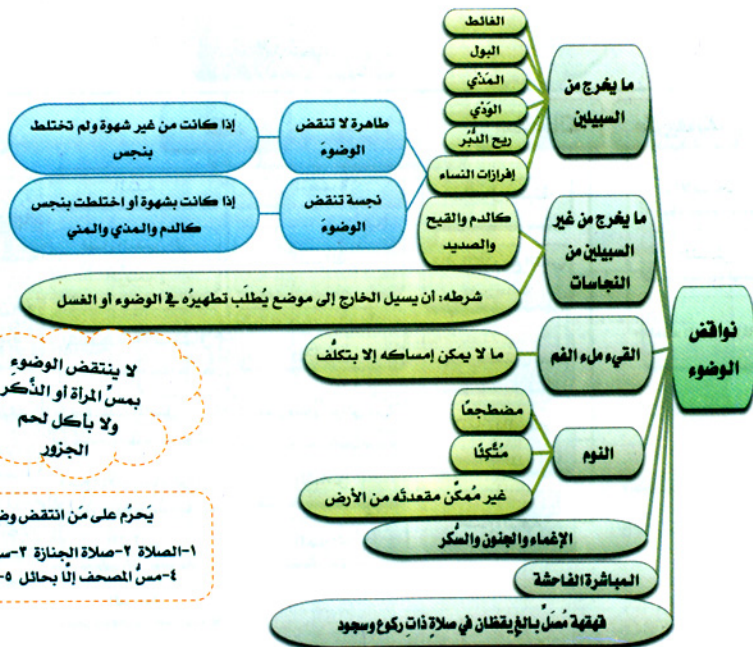 نواقض
الوضوء
ما يخرج من
السبيلين
الغائط
البول
المَذْي
الوَدْي
ريح الدُّبُر
إفرازات النساء
طاهرة لا تنقض
الوضوءَ
إذا كانت من غير شهوة ولم تختلط
بنجس
نجسة تنقض
الوضوءَ
إذا كانت بشهوة أو اختلطت بنجس
كالدم والمذي والمني
ما يخرج من غير
السبيلين من
النجاسات
كالدم والقيح
والصديد
شرطه: أن يسيل الخارج إلى موضع يُطلَب تطهيرُه في الوضوء أو الغسل
القيء ملء الفم
ما لا يمكن إمساكه إلا بتكلُّف
النوم
مضطجعًا
مُتَّكِئًا
غير مُمكِّن مقعدتَه من الأرض
الإغماء والجنون والسُّكر
المباشرة الفاحشة
قهقهة مُصَلٍّ بالغٍ يقظان في صلاةٍ ذاتِ ركوع وسجود
لا ينتقض الوضوءِ
بمسِّ المرأة أو الذَّكر
ولا بأكل لحم
الجزور
يَحرُم على مَن انتقض وض
١-الصلاة ٢-صلاة الجنازة ٣-س
٤-مسُّ المصحف إلَّا بحائل ٥-